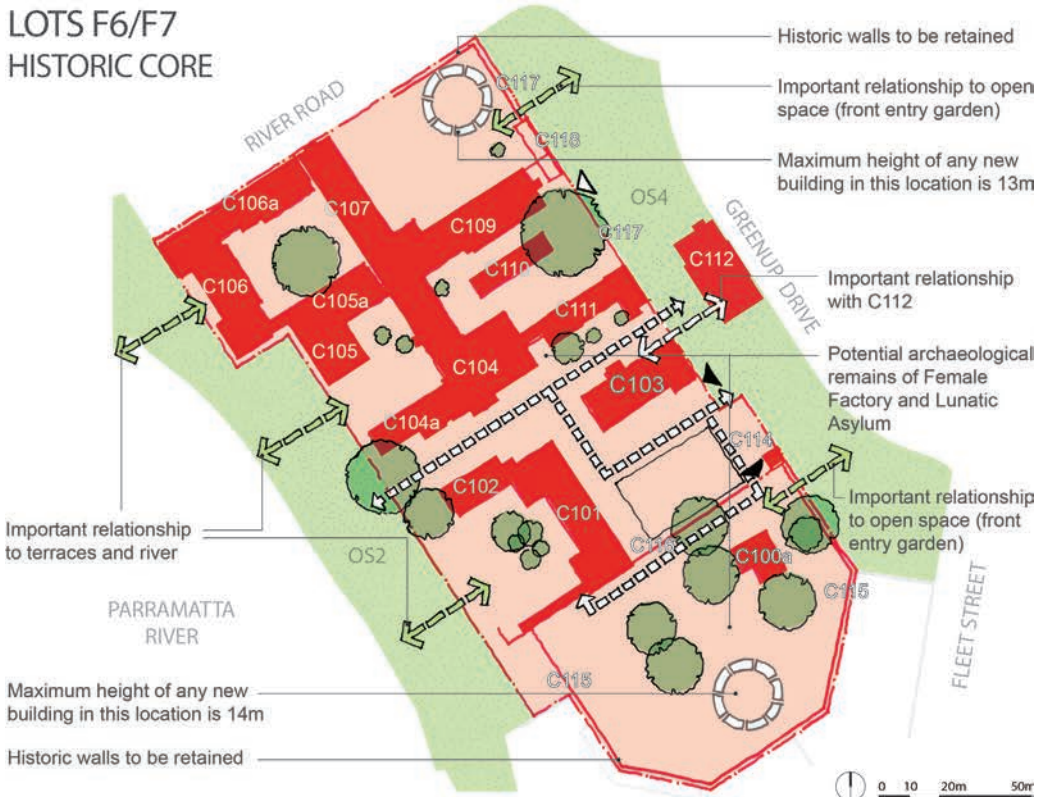 LOTS F6/F7
HISTORIC CORE
Historic walls to be retained
Important relationship to open
space (front entry garden)
Maximum height of any new
building in this location is 13m
Important relationship
with C112
Potential archaeological
remains of Female
Factory and Lunatic
Asylum
Important relationship
to open space (front
entry garden)
Important relationship
to terraces and river
Maximum height of any new
building in this location is 14m
Historic walls to be retained
RIVER ROAD
GREENUP DRIVE
FLEET STREET
PARRAMATTA
RIVER
OS4
OS2
C117
C118
C106a
C107
C109
C117
C110
C112
C106
C105a
C111
C105
C104
C103
C104a
C114
C102
C101
C116
C100a
C115
C115
0 10 20m 50m